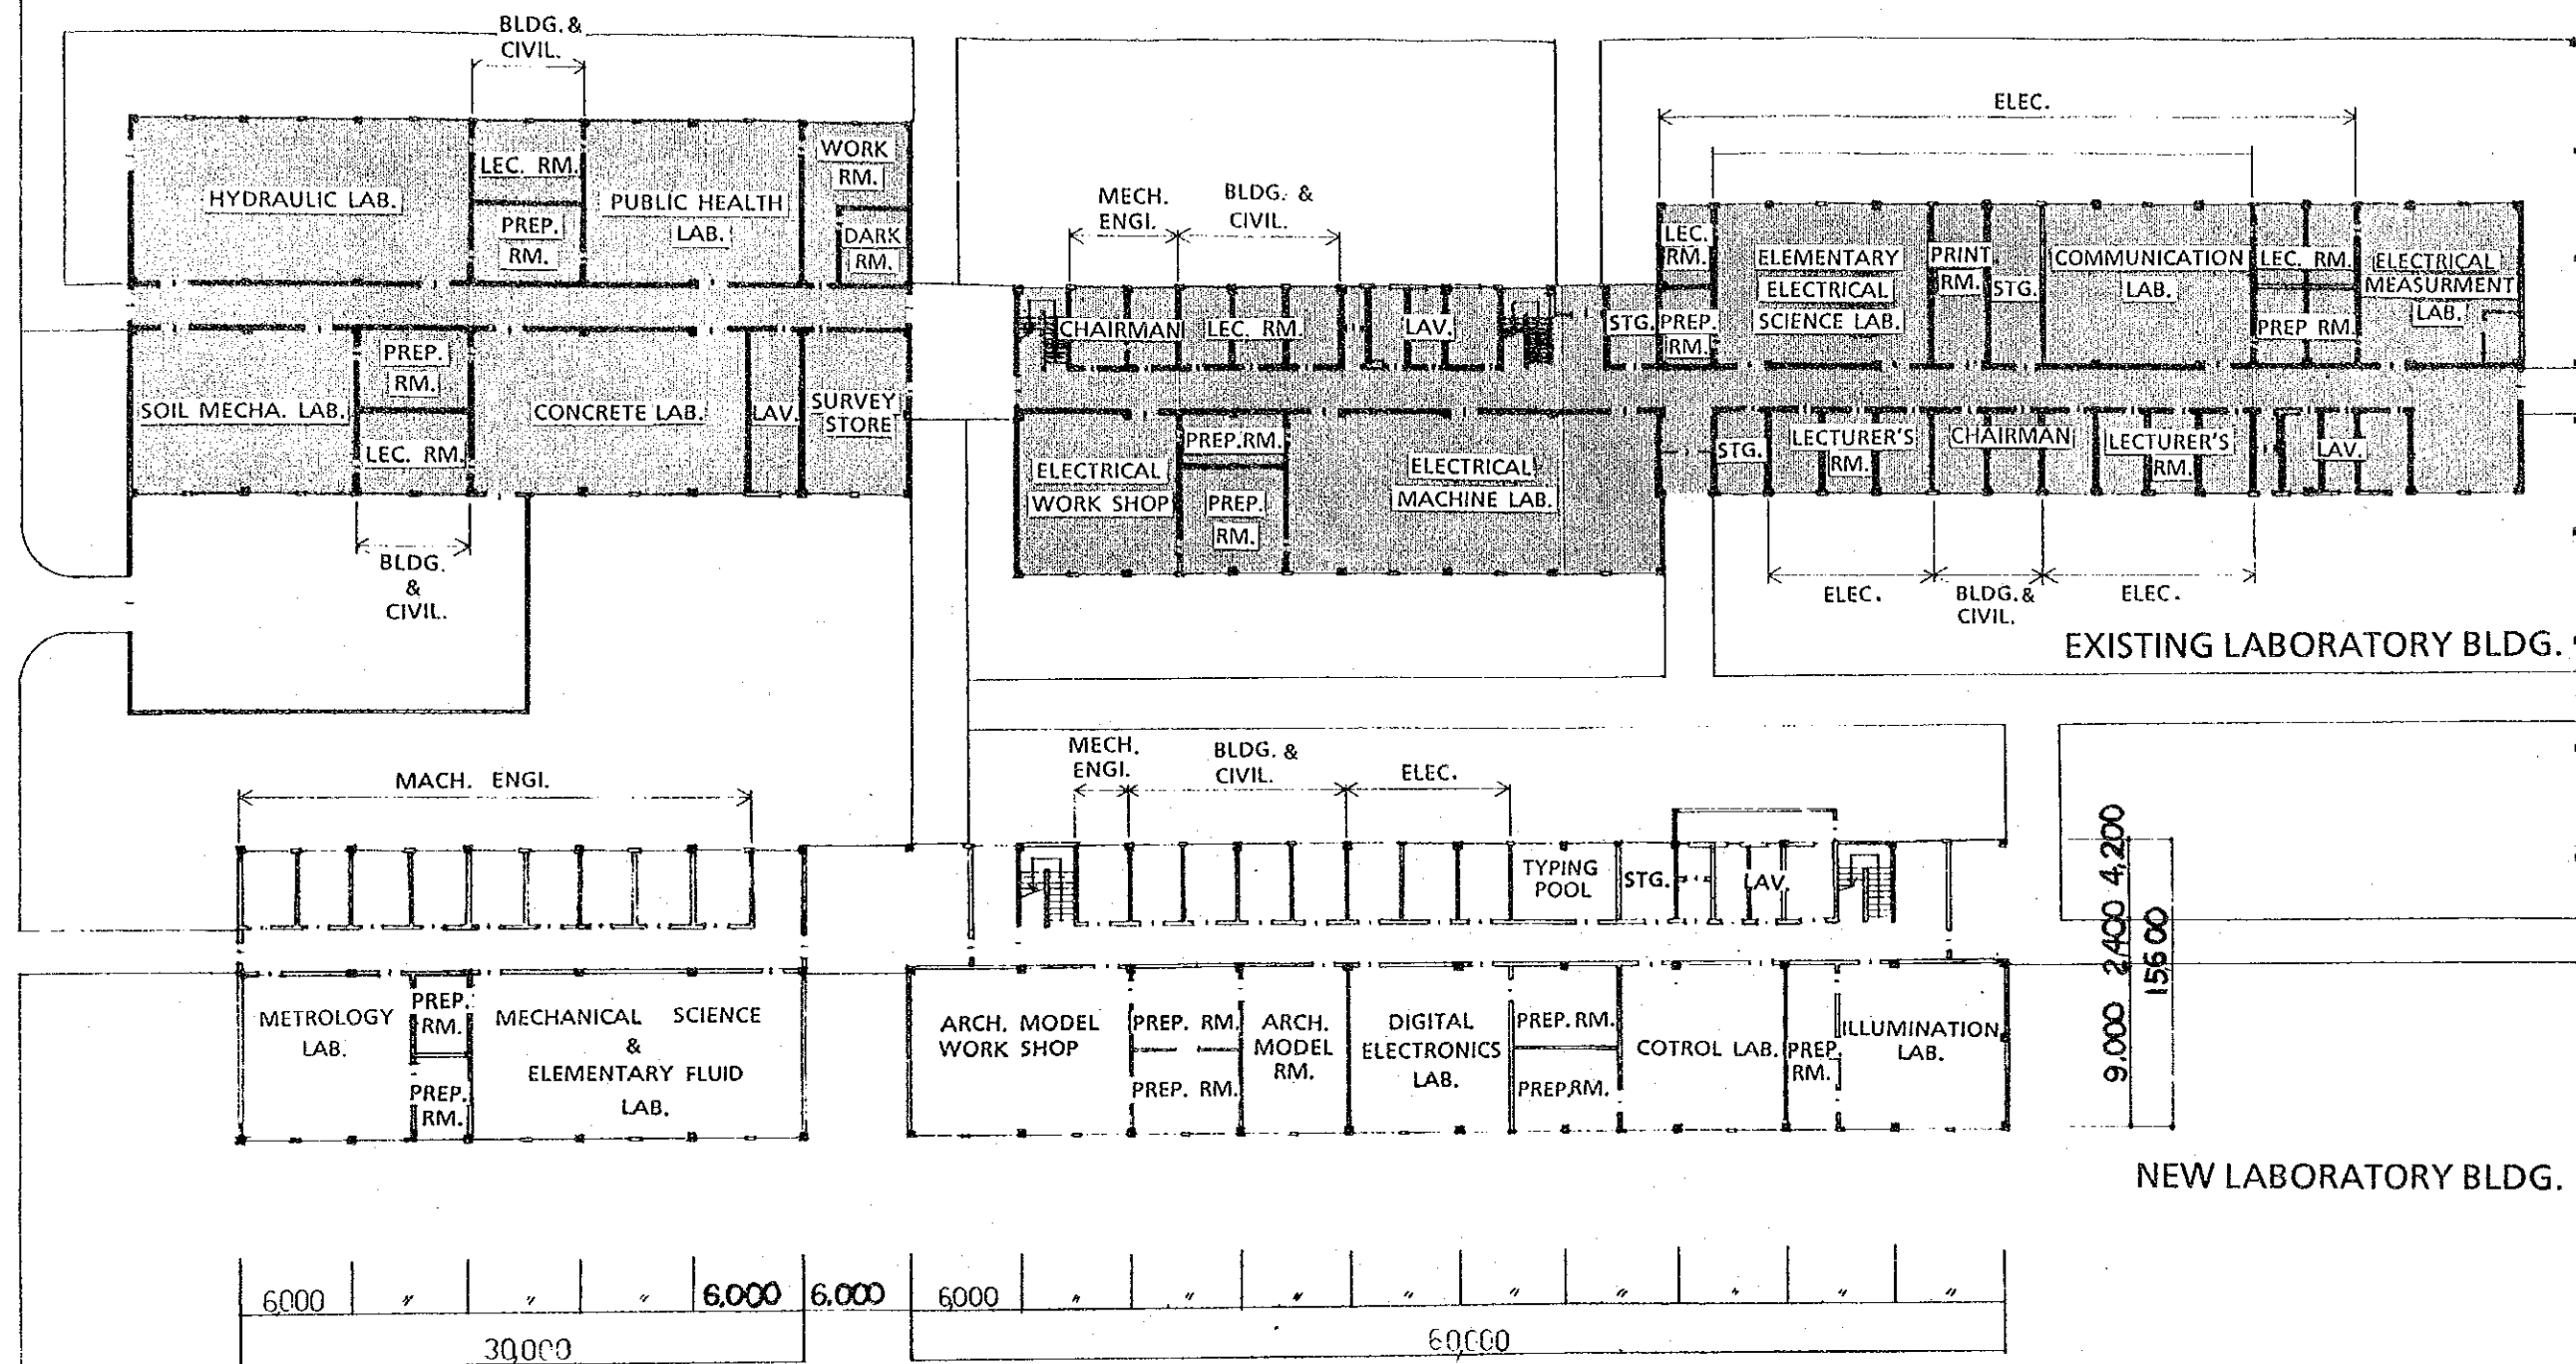 BLDG. &
CIVIL.
HYDRAULIC LAB.
LEC. RM.
PREP.
RM.
PUBLIC HEALTH
LAB.
WORK
RM.
DARK
RM.
SOIL MECHA. LAB.
PREP.
RM.
LEC. RM.
CONCRETE LAB.
LAV.
SURVEY
STORE
BLDG.
&
CIVIL.
MECH.
ENGI.
BLDG. &
CIVIL.
CHAIRMAN
LEC. RM.
LAV.
STG.
ELECTRICAL
WORK SHOP
PREP.RM.
PREP.
RM.
ELECTRICAL
MACHINE LAB.
ELEC.
LEC.
RM.
PREP.
RM.
ELEMENTARY
ELECTRICAL
SCIENCE LAB.
PRINT
RM.
STG.
COMMUNICATION
LAB.
LEC. RM.
PREP RM.
ELECTRICAL
MEASURMENT
LAB.
STG.
LECTURER'S
RM.
CHAIRMAN
LECTURER'S
RM.
LAV.
ELEC.
BLDG. &
CIVIL.
ELEC.
EXISTING LABORATORY BLDG.
MACH. ENGI.
MECH.
ENGI.
BLDG. &
CIVIL.
ELEC.
TYPING
POOL
STG.
LAV.
METROLOGY
LAB.
PREP.
RM.
PREP.
RM.
MECHANICAL SCIENCE
&
ELEMENTARY FLUID
LAB.
ARCH. MODEL
WORK SHOP
PREP. RM.
PREP. RM.
ARCH.
MODEL
RM.
DIGITAL
ELECTRONICS
LAB.
PREP. RM.
PREP.RM.
COTROL LAB.
PREP.
RM.
ILLUMINATION
LAB.
9.000 2,400 4,200
15600
NEW LABORATORY BLDG.
6000 〃 〃 〃 6,000 6,000 6,000 〃 〃 〃 〃 〃 〃 〃 〃 〃
30,000 60,000